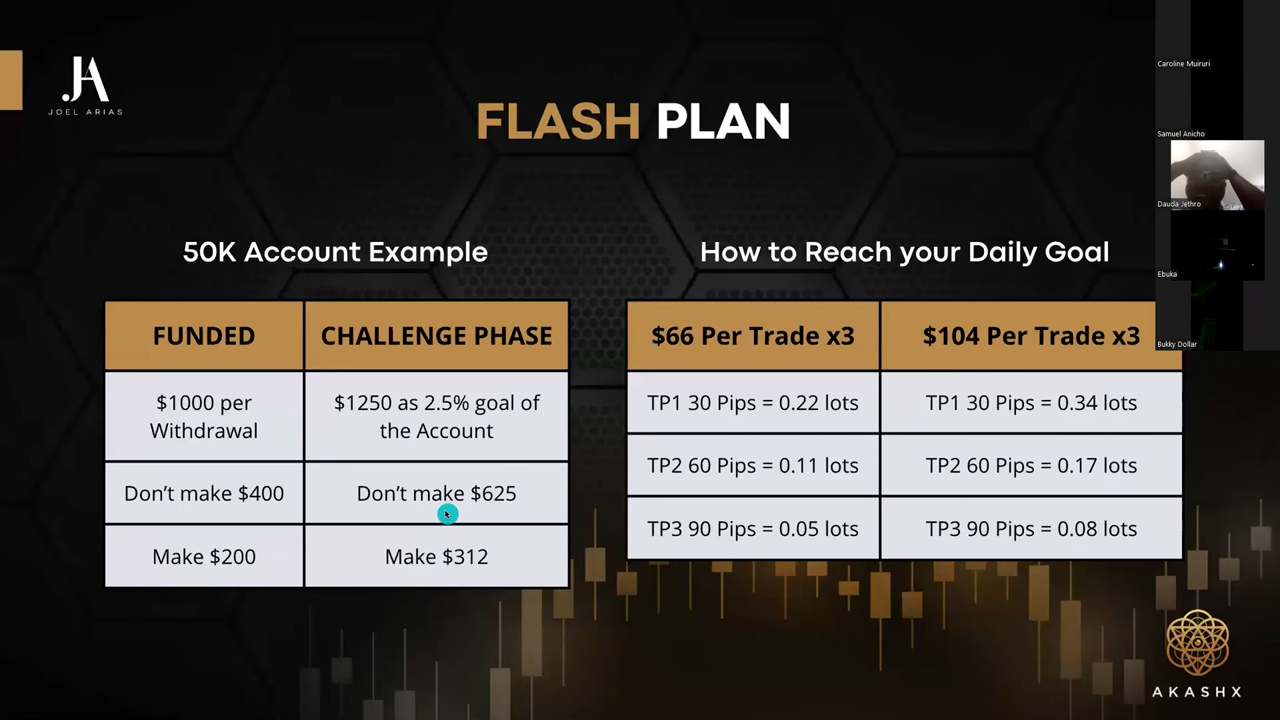 JA
JOEL ARIAS
FLASH PLAN
50K Account Example
FUNDED
CHALLENGE PHASE
$1000 per
Withdrawal
$1250 as 2.5% goal of
the Account
Don't make $400
Don't make $625
Make $200
Make $312
How to Reach your Daily Goal
$66 Per Trade x3
$104 Per Trade x3
TP1 30 Pips = 0.22 lots
TP1 30 Pips = 0.34 lots
TP2 60 Pips = 0.11 lots
TP2 60 Pips = 0.17 lots
TP3 90 Pips = 0.05 lots
TP3 90 Pips = 0.08 lots
Caroline Muiruri
Samuel Anicho
Dauda Jethro
Ebuka
Bukky Dollar
AKASHX